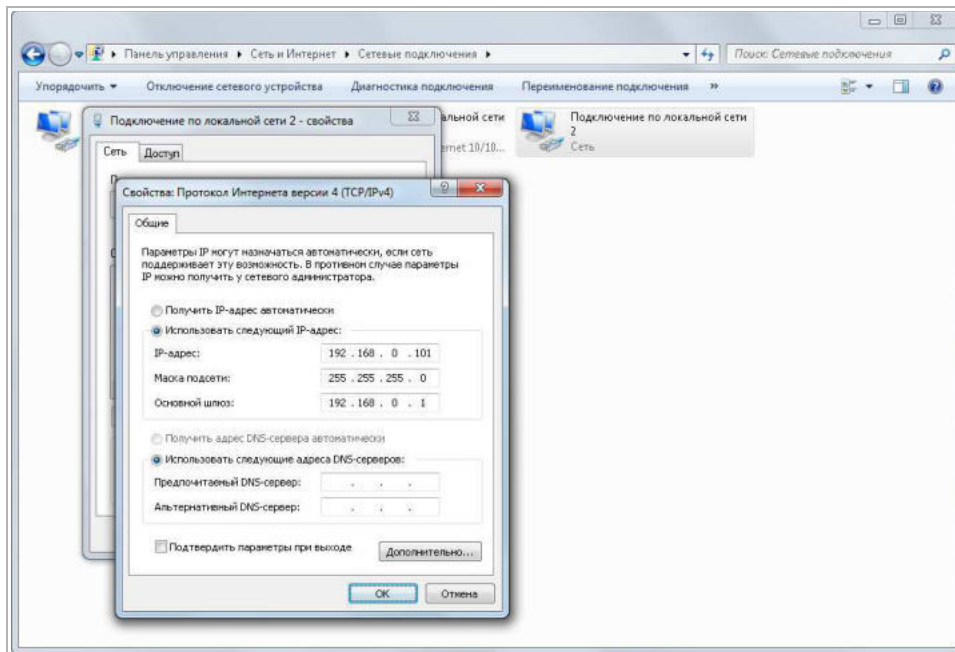 Панель управления ▸ Сеть и Интернет ▸ Сетевые подключения ▸
Поиск: Сетевые подключения
Упорядочить Отключение сетевого устройства Диагностика подключения Переименование подключения »
Подключение по локальной сети 2 - свойства
альной сети
ernet 10/10...
Подключение по локальной сети
2
Сеть
Сеть Доступ
Свойства: Протокол Интернета версии 4 (TCP/IPv4)
Общие
Параметры IP могут назначаться автоматически, если сеть
поддерживает эту возможность. В противном случае параметры
IP можно получить у сетевого администратора.
Получить IP-адрес автоматически
Использовать следующий IP-адрес:
IP-адрес: 192 . 168 . 0 . 101
Маска подсети: 255 . 255 . 255 . 0
Основной шлюз: 192 . 168 . 0 . 1
Получить адрес DNS-сервера автоматически
Использовать следующие адреса DNS-серверов:
Предпочитаемый DNS-сервер: . . .
Альтернативный DNS-сервер: . . .
Подтвердить параметры при выходе
Дополнительно...
OK Отмена